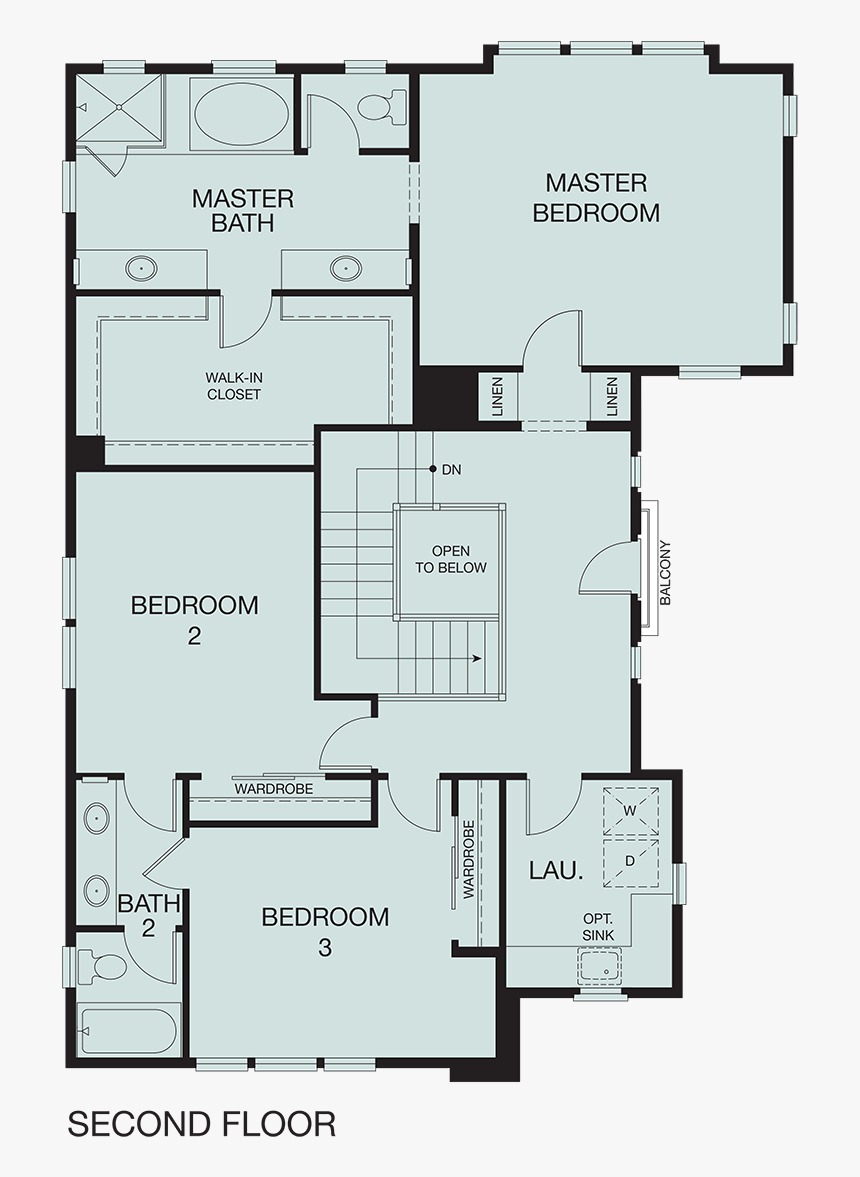 MASTER
BATH
MASTER
BEDROOM
WALK-IN
CLOSET
LINEN
LINEN
DN
OPEN
TO BELOW
BALCONY
BEDROOM
2
WARDROBE
WARDROBE
W
D
LAU.
BATH
2
BEDROOM
3
OPT.
SINK
SECOND FLOOR